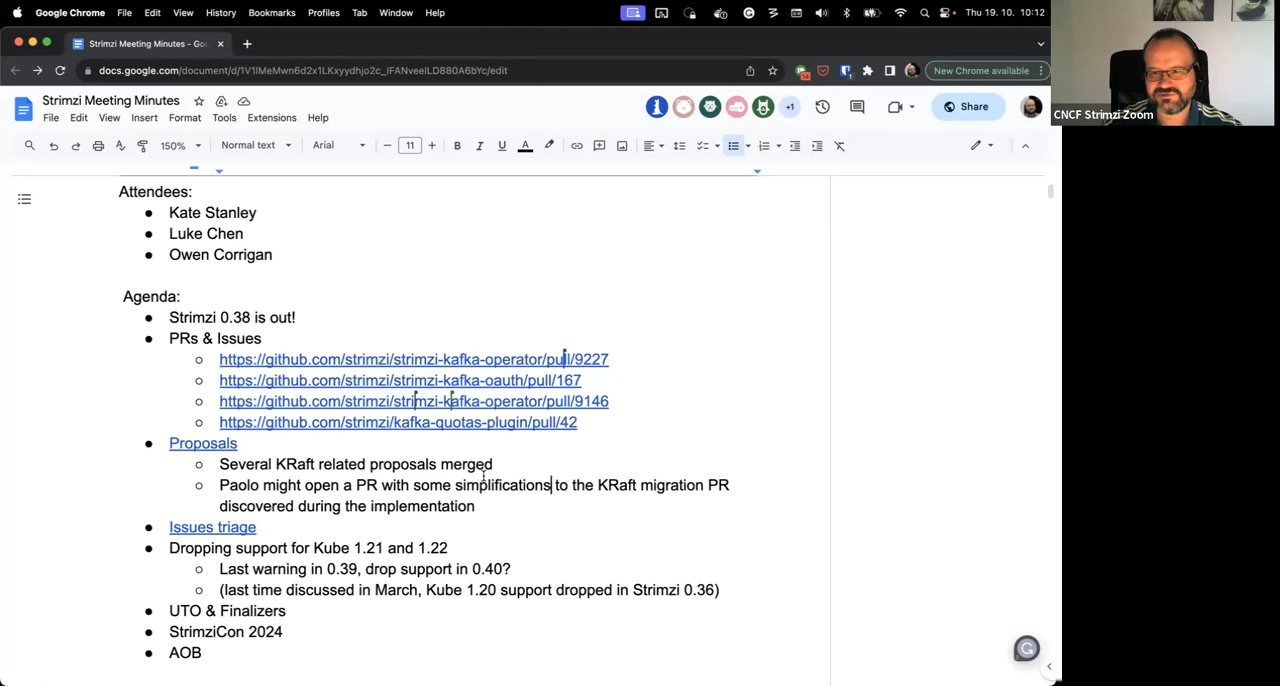 Google Chrome File Edit View History Bookmarks Profiles Tab Window Help Thu 19. 10. 10:12
Strimzi Meeting Minutes - Goo
docs.google.com/document/d/1V1lMeMwn6d2x1LKxyydhjo2c_lFANveelLD880A6bYc/edit
New Chrome available
Strimzi Meeting Minutes
File Edit View Insert Format Tools Extensions Help
+1
Share
150% Normal text Arial 11 B I U A
CNCF Strimzi Zoom
Attendees:
● Kate Stanley
● Luke Chen
● Owen Corrigan
Agenda:
● Strimzi 0.38 is out!
● PRs & Issues
○ https://github.com/strimzi/strimzi-kafka-operator/pull/9227
○ https://github.com/strimzi/strimzi-kafka-oauth/pull/167
○ https://github.com/strimzi/strimzi-kafka-operator/pull/9146
○ https://github.com/strimzi/kafka-quotas-plugin/pull/42
● Proposals
○ Several KRaft related proposals merged
○ Paolo might open a PR with some simplifications to the KRaft migration PR
discovered during the implementation
● Issues triage
● Dropping support for Kube 1.21 and 1.22
○ Last warning in 0.39, drop support in 0.40?
○ (last time discussed in March, Kube 1.20 support dropped in Strimzi 0.36)
● UTO & Finalizers
● StrimziCon 2024
● AOB